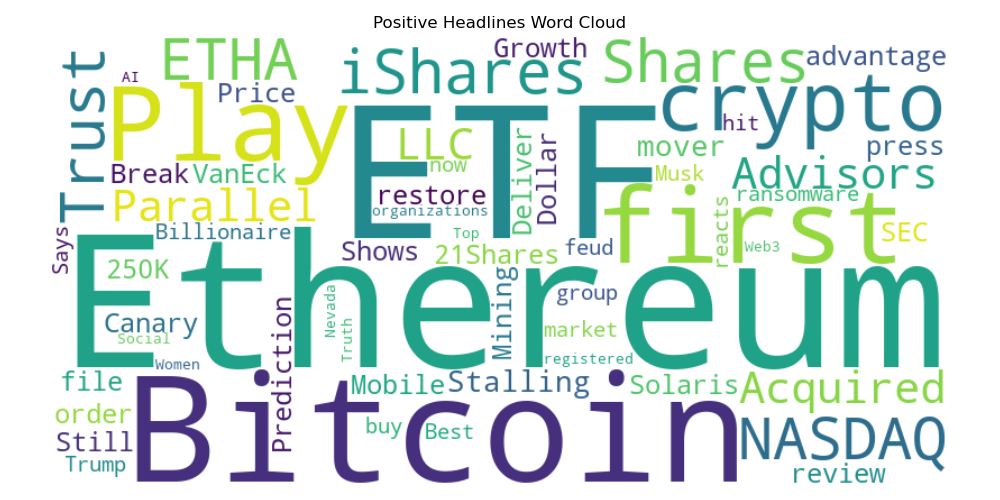 Positive Headlines Word Cloud
Trust
AI
ETHA
Price
Play
iShares
Growth
Shares
advantage
ETF
LLC
now
crypto
hit
press
mover
Musk
Advisors
Break
VanEck
restore
organizations
Deliver
Dollar
Parallel
ransomware
first
reacts
SEC
Says
Billionaire
Top
Shows
21Shares
feud
Web3
Ethereum
250K
Canary
Social
Women
Nevada
Truth
Prediction
Mining
group
market
registered
file
order
Still
Trump
Bitcoin
Mobile
Stalling
buy
Best
Solaris
Acquired
NASDAQ
review